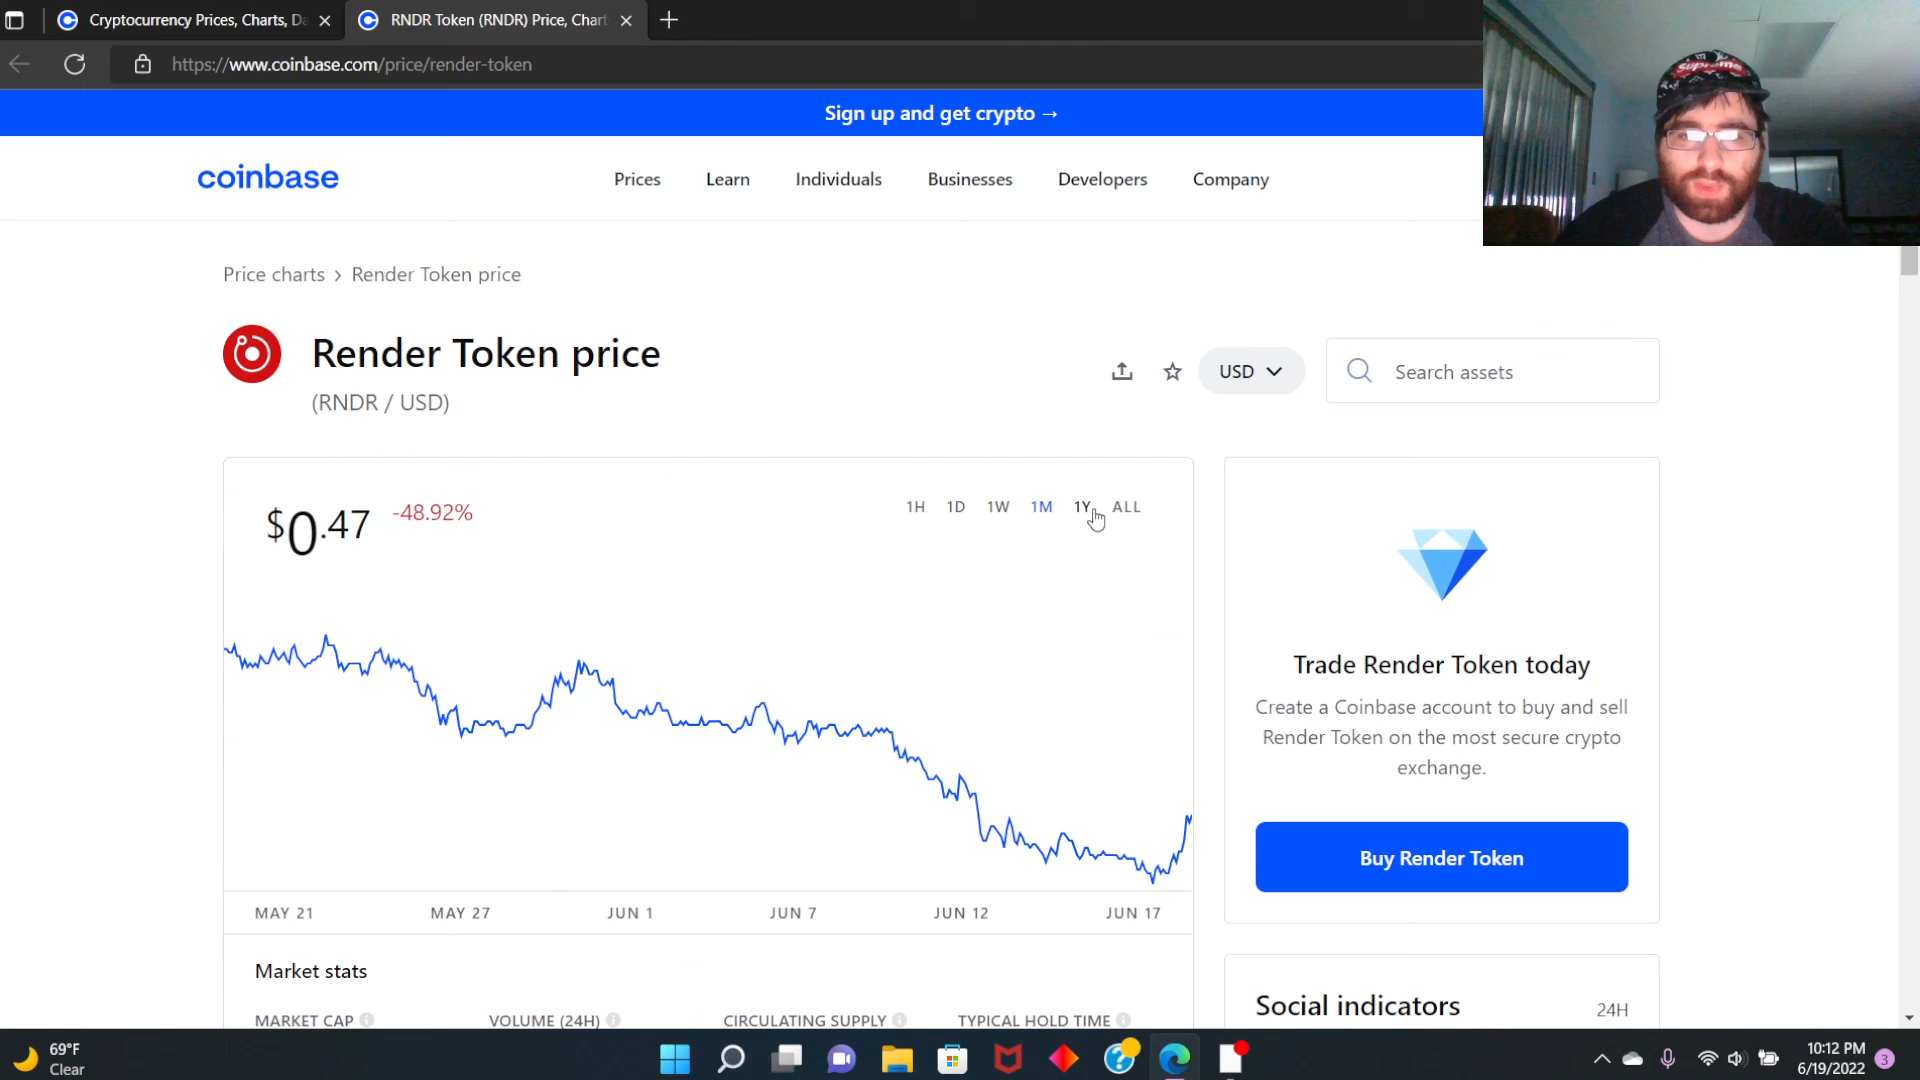 Cryptocurrency Prices, Charts, Da
RNDR Token (RNDR) Price, Chart
https://www.coinbase.com/price/render-token
Sign up and get crypto →
Supreme
coinbase
Prices
Learn
Individuals
Businesses
Developers
Company
Price charts › Render Token price
Render Token price
(RNDR / USD)
USD
Search assets
$0.47
-48.92%
1H 1D 1W 1M 1Y ALL
MAY 21 MAY 27 JUN 1 JUN 7 JUN 12 JUN 17
Trade Render Token today
Create a Coinbase account to buy and sell
Render Token on the most secure crypto
exchange.
Buy Render Token
Market stats
MARKET CAP
VOLUME (24H)
CIRCULATING SUPPLY
TYPICAL HOLD TIME
Social indicators
24H
69°F
Clear
10:12 PM
6/19/2022
3